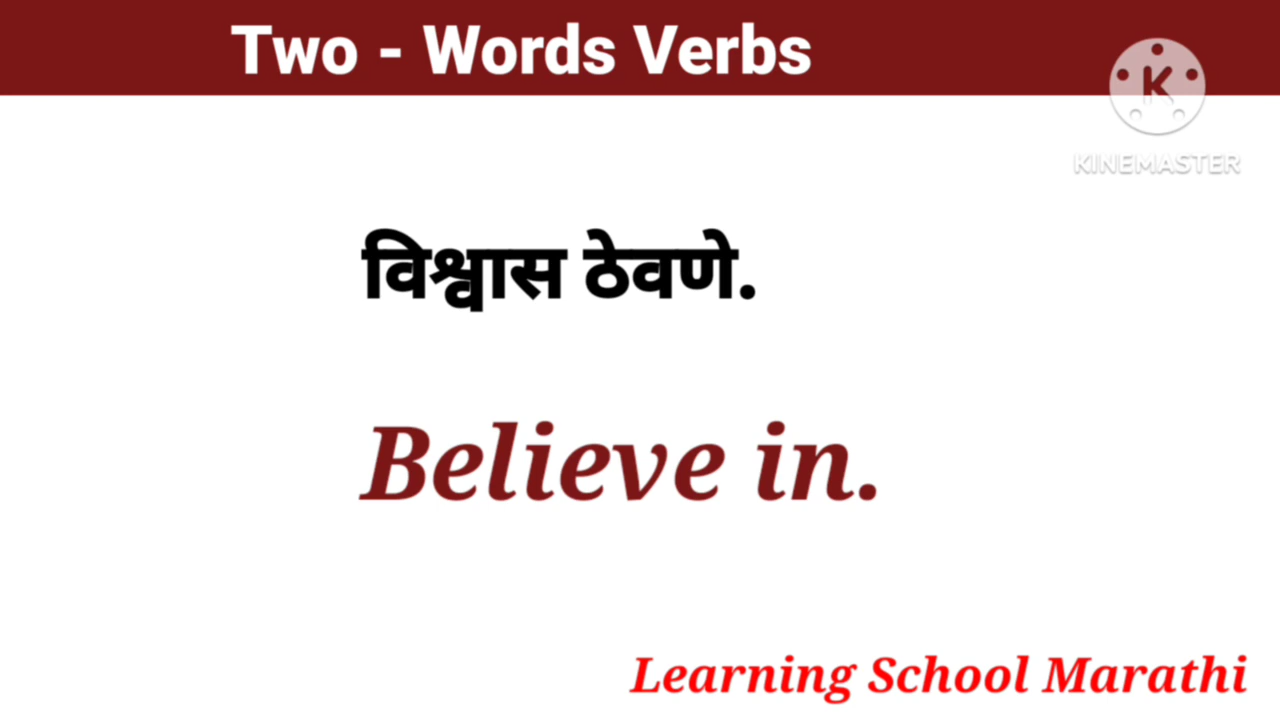 Two - Words Verbs
K
KINEMASTER
विश्वास ठेवणे.
Believe in.
Learning School Marathi